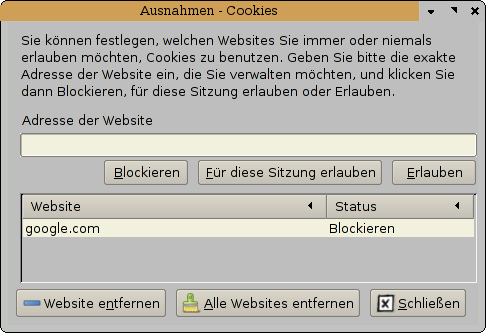 Ausnahmen - Cookies
Sie können festlegen, welchen Websites Sie immer oder niemals
erlauben möchten, Cookies zu benutzen. Geben Sie bitte die exakte
Adresse der Website ein, die Sie verwalten möchten, und klicken Sie
dann Blockieren, für diese Sitzung erlauben oder Erlauben.
Adresse der Website
Blockieren Für diese Sitzung erlauben Erlauben
Website Status
google.com Blockieren
Website entfernen Alle Websites entfernen Schließen